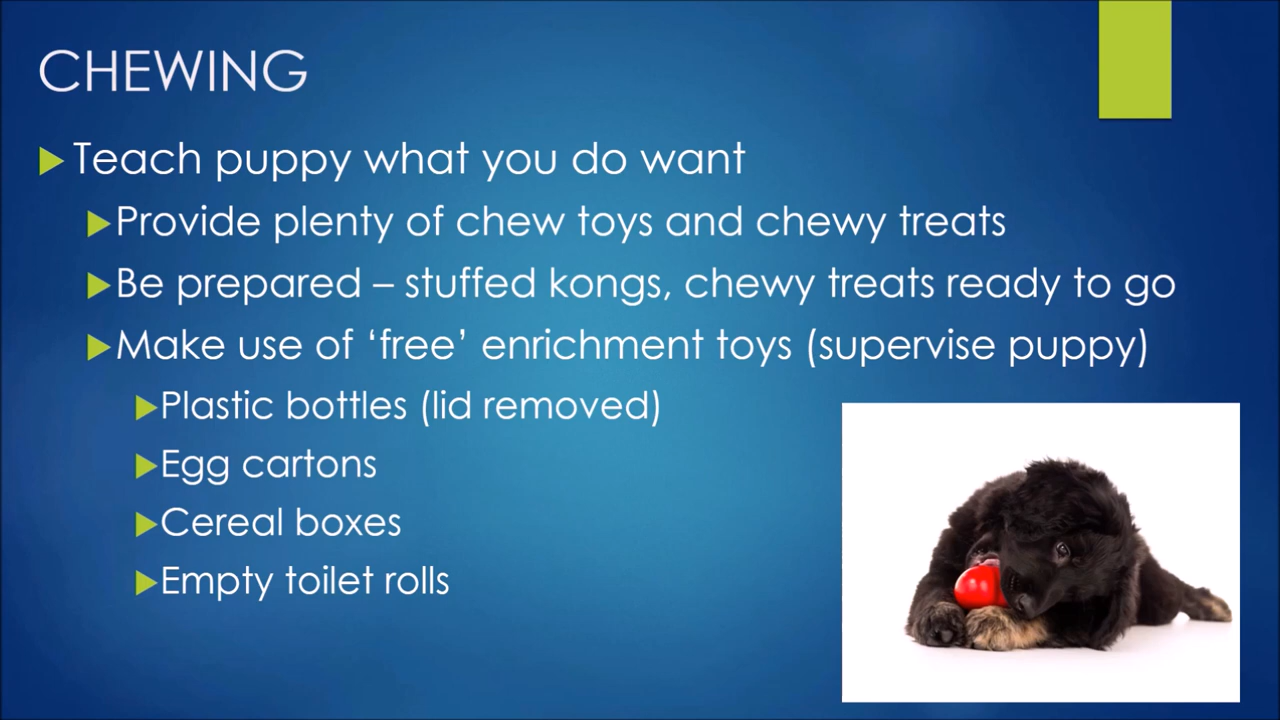 CHEWING
Teach puppy what you do want
Provide plenty of chew toys and chewy treats
Be prepared – stuffed kongs, chewy treats ready to go
Make use of ‘free’ enrichment toys (supervise puppy)
Plastic bottles (lid removed)
Egg cartons
Cereal boxes
Empty toilet rolls